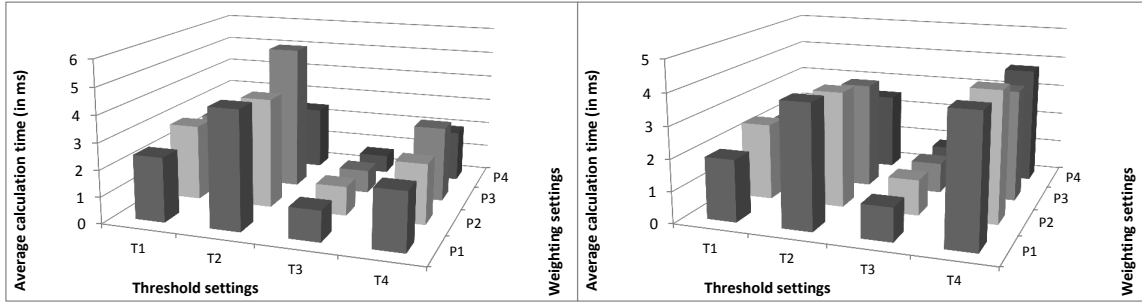 Average calculation time (in ms)
6
5
4
3
2
1
0
T1
T2
T3
T4
P1
P2
P3
P4
Threshold settings
Weighting settings
Average calculation time (in ms)
5
4
3
2
1
0
T1
T2
T3
T4
P1
P2
P3
P4
Threshold settings
Weighting settings